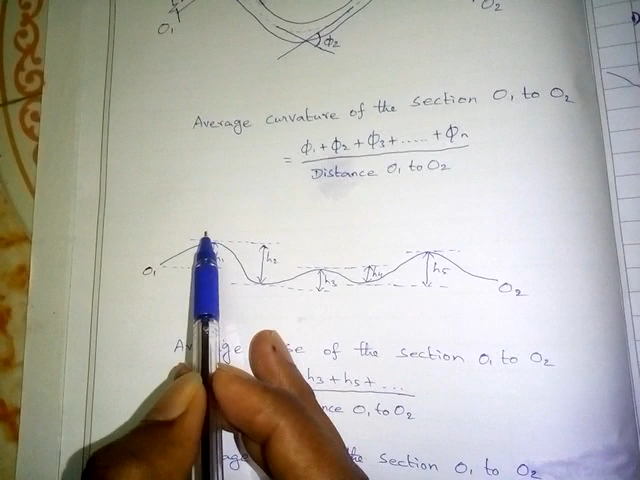 O₁ O₂
ϕ₂
Average curvature of the section O₁ to O₂
= ϕ₁ + ϕ₂ + ϕ₃ + ..... + ϕₙ
Distance O₁ to O₂
h₂
O₁ h₃ h₄ h₅ O₂
of the section O₁ to O₂
h₃ + h₅ + ...
O₁ to O₂
the section O₁ to O₂